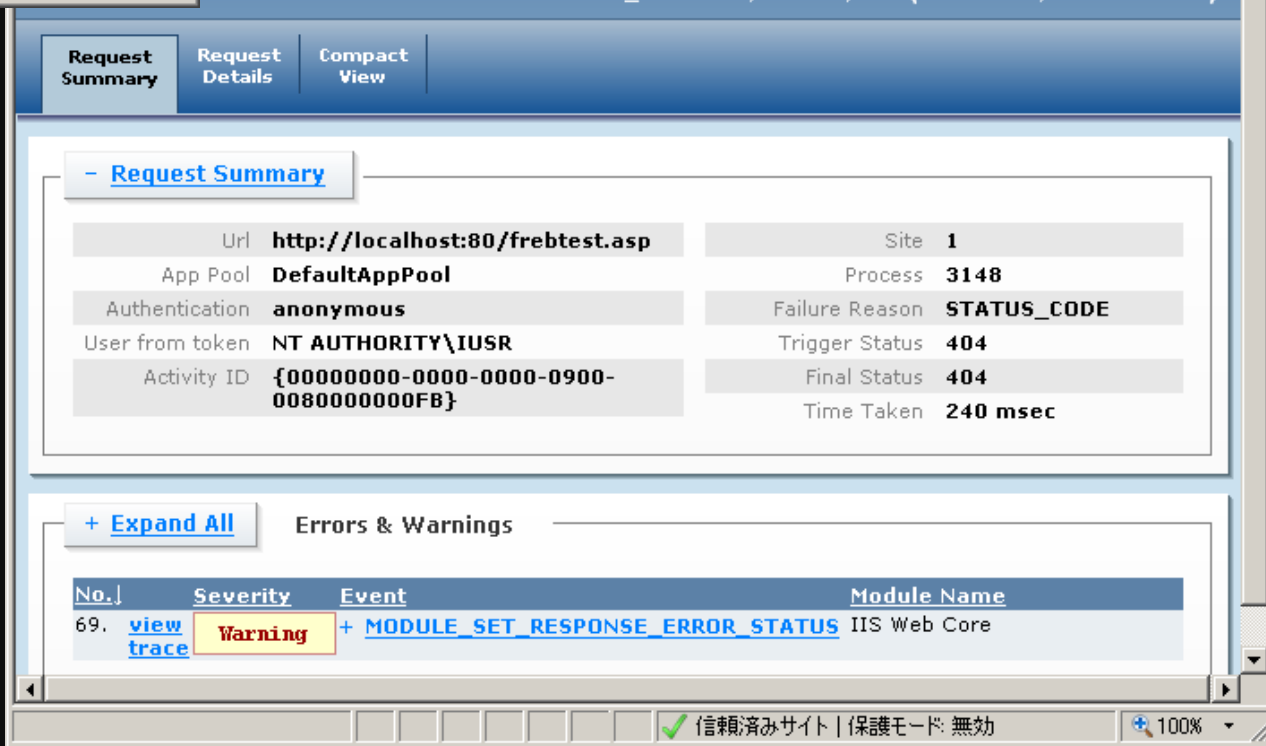 Request Summary
Request Details
Compact View
− Request Summary
Url http://localhost:80/frebtest.asp
App Pool DefaultAppPool
Authentication anonymous
User from token NT AUTHORITY\IUSR
Activity ID {00000000-0000-0000-0900-
0080000000FB}
Site 1
Process 3148
Failure Reason STATUS_CODE
Trigger Status 404
Final Status 404
Time Taken 240 msec
+ Expand All Errors & Warnings
No.↓ Severity Event Module Name
69. view trace Warning + MODULE_SET_RESPONSE_ERROR_STATUS IIS Web Core
信頼済みサイト | 保護モード: 無効 100%